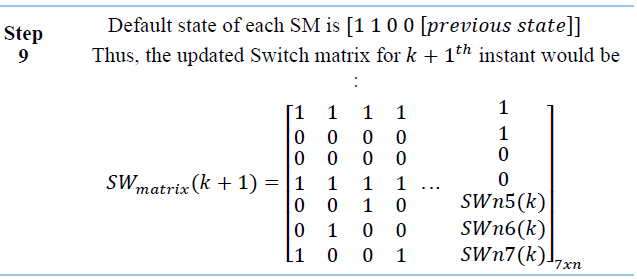 Step 9
Default state of each SM is [1 1 0 0 [previous state]]
Thus, the updated Switch matrix for k + 1th instant would be
⋮
SWmatrix(k + 1) =
[1 1 1 1 1
0 0 0 0 1
0 0 0 0 0
1 1 1 1 ... 0
0 0 1 0 SWn5(k)
0 1 0 0 SWn6(k)
1 0 0 1 SWn7(k)]7xn